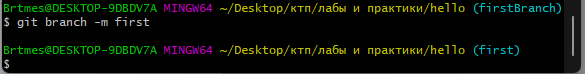 Brtmes@DESKTOP-9DBDV7A MINGW64 ~/Desktop/ктп/лабы и практики/hello (firstBranch)
$ git branch -m first
Brtmes@DESKTOP-9DBDV7A MINGW64 ~/Desktop/ктп/лабы и практики/hello (first)
$